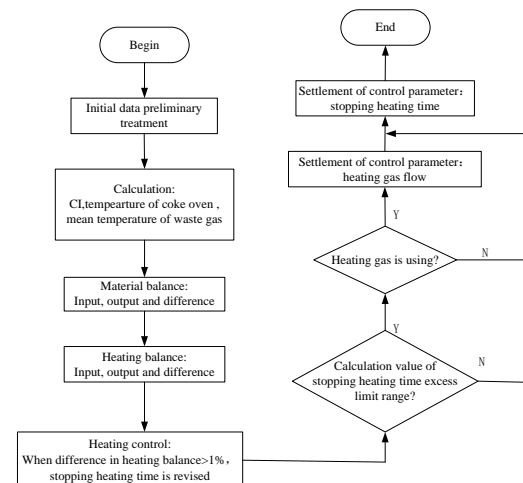 Begin
Initial data preliminary
treatment
Calculation:
CI,tempearture of coke oven ,
mean temperature of waste gas
Material balance:
Input, output and difference
Heating balance:
Input, output and difference
Heating control:
When difference in heating balance>1%,
stopping heating time is revised
End
Settlement of control parameter:
stopping heating time
Settlement of control parameter:
heating gas flow
Y
Heating gas is using?
N
Y
Calculation value of
stopping heating time excess
limit range?
N